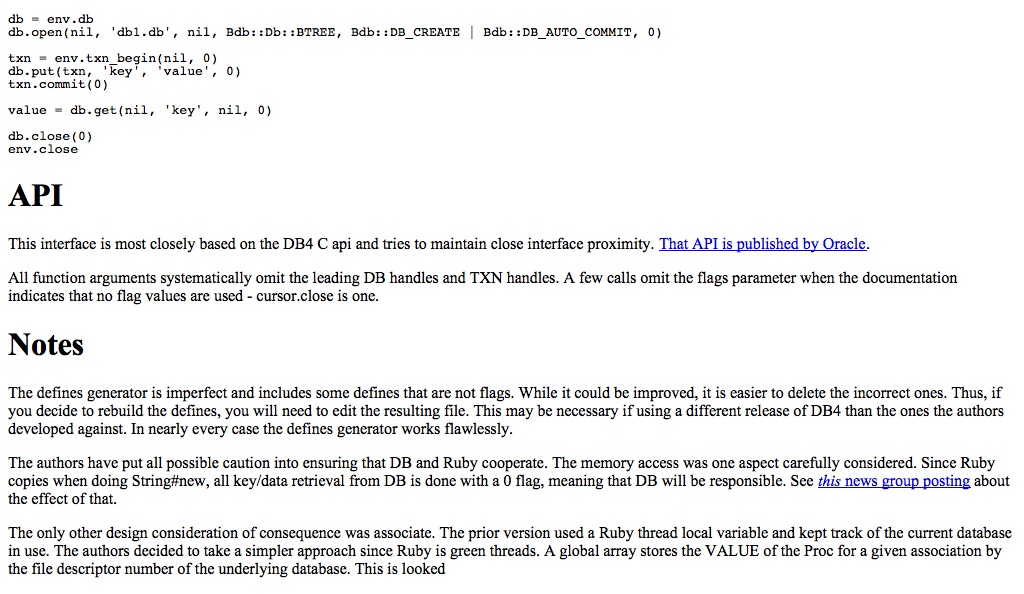 db = env.db
db.open(nil, 'db1.db', nil, Bdb::Db::BTREE, Bdb::DB_CREATE | Bdb::DB_AUTO_COMMIT, 0)
txn = env.txn_begin(nil, 0)
db.put(txn, 'key', 'value', 0)
txn.commit(0)
value = db.get(nil, 'key', nil, 0)
db.close(0)
env.close
API
This interface is most closely based on the DB4 C api and tries to maintain close interface proximity. That API is published by Oracle.
All function arguments systematically omit the leading DB handles and TXN handles. A few calls omit the flags parameter when the documentation
indicates that no flag values are used - cursor.close is one.
Notes
The defines generator is imperfect and includes some defines that are not flags. While it could be improved, it is easier to delete the incorrect ones. Thus, if
you decide to rebuild the defines, you will need to edit the resulting file. This may be necessary if using a different release of DB4 than the ones the authors
developed against. In nearly every case the defines generator works flawlessly.
The authors have put all possible caution into ensuring that DB and Ruby cooperate. The memory access was one aspect carefully considered. Since Ruby
copies when doing String#new, all key/data retrieval from DB is done with a 0 flag, meaning that DB will be responsible. See this news group posting about
the effect of that.
The only other design consideration of consequence was associate. The prior version used a Ruby thread local variable and kept track of the current database
in use. The authors decided to take a simpler approach since Ruby is green threads. A global array stores the VALUE of the Proc for a given association by
the file descriptor number of the underlying database. This is looked